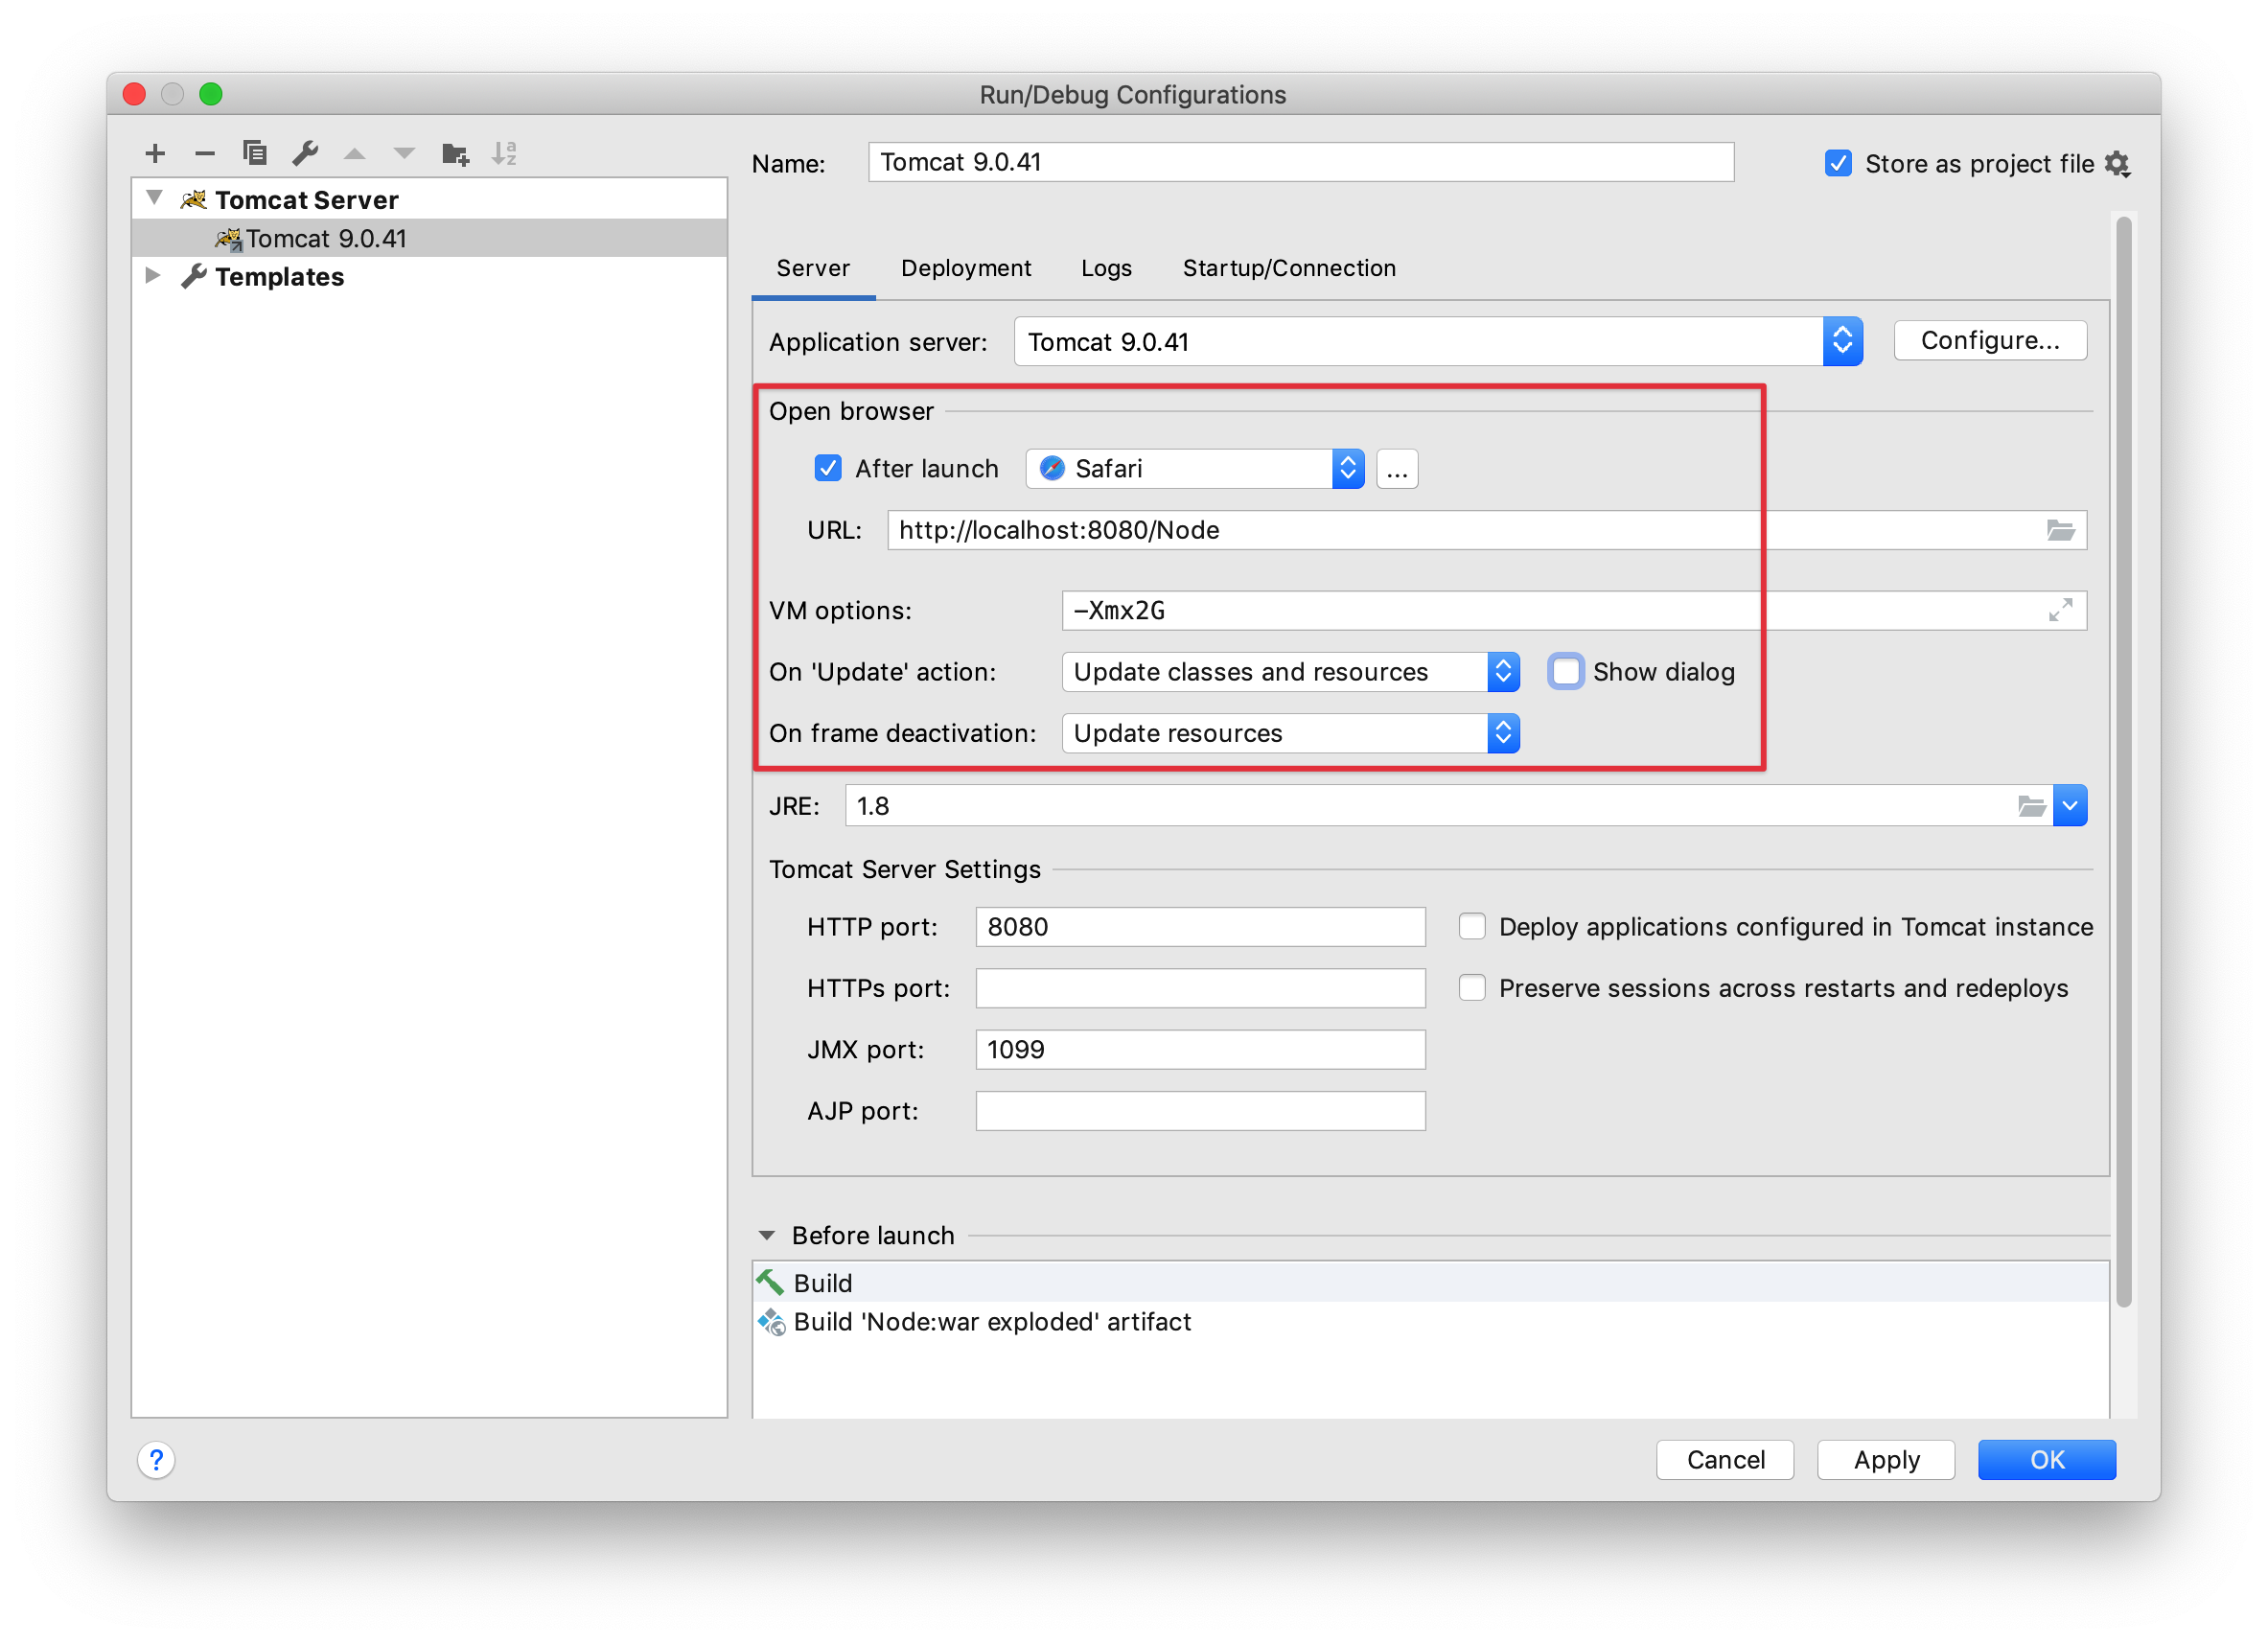 Run/Debug Configurations
Name: Tomcat 9.0.41 Store as project file
Tomcat Server
Tomcat 9.0.41
Templates
Server Deployment Logs Startup/Connection
Application server: Tomcat 9.0.41 Configure...
Open browser
After launch Safari ...
URL: http://localhost:8080/Node
VM options: -Xmx2G
On 'Update' action: Update classes and resources Show dialog
On frame deactivation: Update resources
JRE: 1.8
Tomcat Server Settings
HTTP port: 8080 Deploy applications configured in Tomcat instance
HTTPs port: Preserve sessions across restarts and redeploys
JMX port: 1099
AJP port:
Before launch
Build
Build 'Node:war exploded' artifact
? Cancel Apply OK